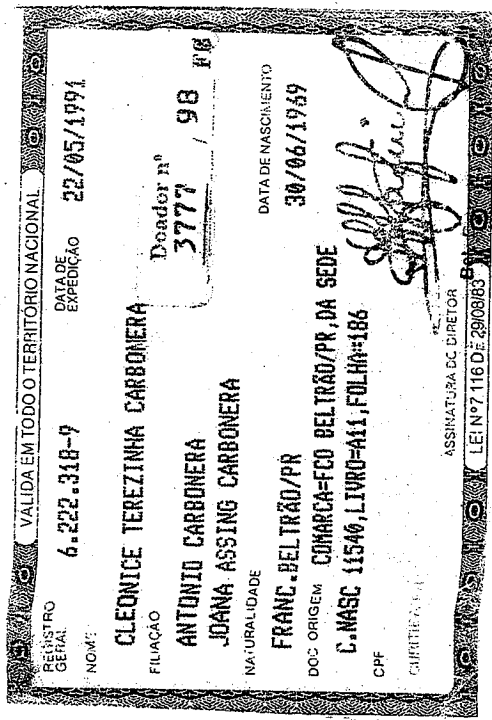 VALIDA EM TODO O TERRITÓRIO NACIONAL
REGISTRO GERAL 6.222.318-9 DATA DE EXPEDIÇÃO 22/05/1991
NOME
CLEONICE TEREZINHA CARBONERA
Doador nº
3777 / 98
FILIAÇÃO
ANTONIO CARBONERA
JOANA ASSING CARBONERA
NATURALIDADE DATA DE NASCIMENTO
FRANC.BELTRÃO/PR 30/06/1969
DOC ORIGEM COMARCA=FCO BELTRÃO/PR,DA SEDE
C.NASC 11540,LIVRO=A11,FOLHA=186
CPF
ASSINATURA DO DIRETOR
LEI Nº 7.116 DE 29/08/83